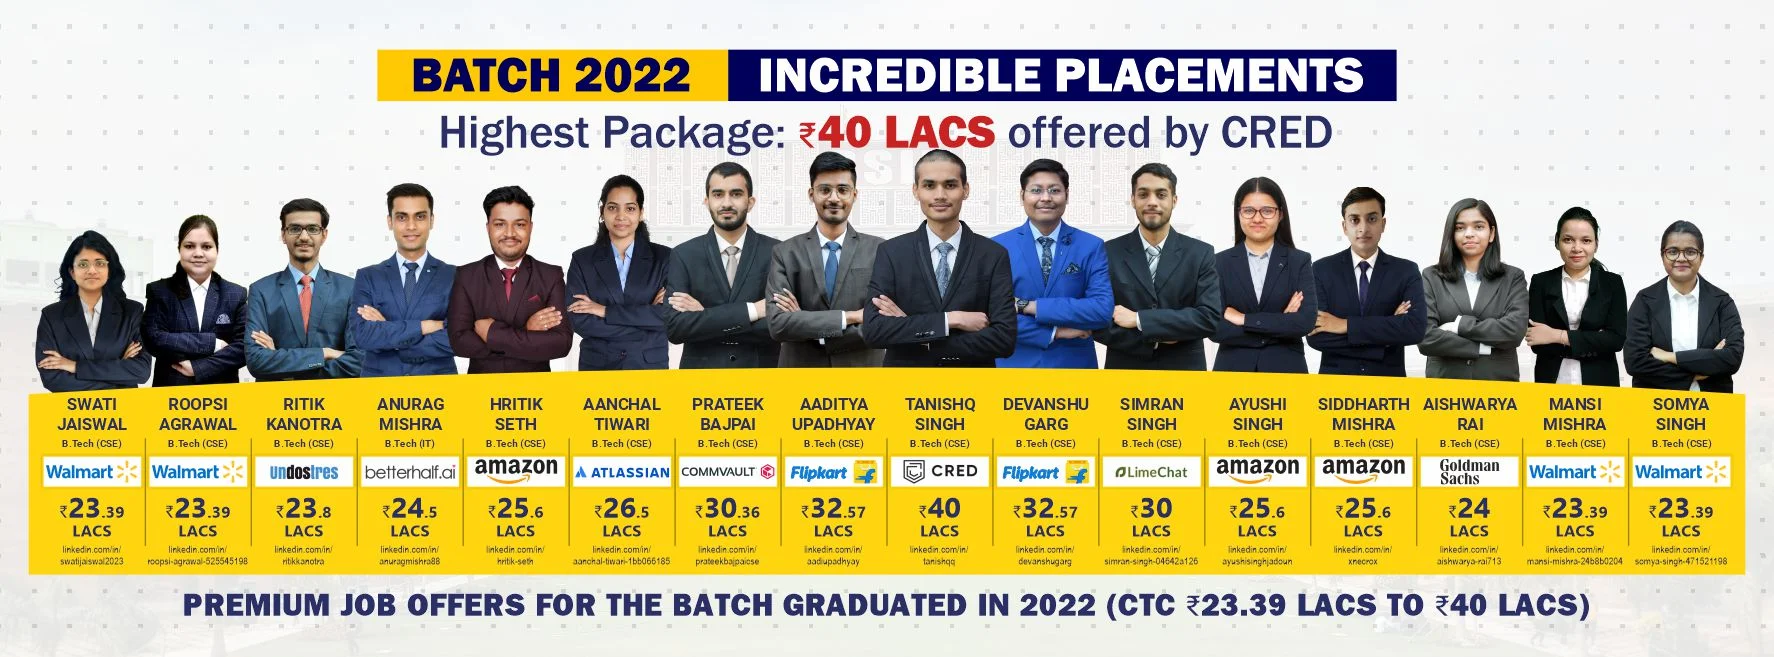 BATCH 2022 INCREDIBLE PLACEMENTS
Highest Package: ₹40 LACS offered by CRED
SWATI JAISWAL
B.Tech (CSE)
Walmart
₹23.39
LACS
linkedin.com/in/
swatijaiswal2023
ROOPSI AGRAWAL
B.Tech (CSE)
Walmart
₹23.39
LACS
linkedin.com/in/
roopsi-agrawal-525545198
RITIK KANOTRA
B.Tech (CSE)
undostres
₹23.8
LACS
linkedin.com/in/
ritikkanotra
ANURAG MISHRA
B.Tech (IT)
betterhalf.ai
₹24.5
LACS
linkedin.com/in/
anuragmishra88
HRITIK SETH
B.Tech (CSE)
amazon
₹25.6
LACS
linkedin.com/in/
hritik-seth
AANCHAL TIWARI
B.Tech (CSE)
ATLASSIAN
₹26.5
LACS
linkedin.com/in/
aanchal-tiwari-1bb066185
PRATEEK BAJPAI
B.Tech (CSE)
COMMVAULT
₹30.36
LACS
linkedin.com/in/
prateekbajpaicse
AADITYA UPADHYAY
B.Tech (CSE)
Flipkart
₹32.57
LACS
linkedin.com/in/
aadiupadhyay
TANISHQ SINGH
B.Tech (CSE)
CRED
₹40
LACS
linkedin.com/in/
tanishqq
DEVANSHU GARG
B.Tech (CSE)
Flipkart
₹32.57
LACS
linkedin.com/in/
devanshugarg
SIMRAN SINGH
B.Tech (CSE)
LimeChat
₹30
LACS
linkedin.com/in/
simran-singh-04642a126
AYUSHI SINGH
B.Tech (CSE)
amazon
₹25.6
LACS
linkedin.com/in/
ayushisinghjadoun
SIDDHARTH MISHRA
B.Tech (CSE)
amazon
₹25.6
LACS
linkedin.com/in/
xnecrox
AISHWARYA RAI
B.Tech (CSE)
Goldman
Sachs
₹24
LACS
linkedin.com/in/
aishwarya-rai713
MANSI MISHRA
B.Tech (CSE)
Walmart
₹23.39
LACS
linkedin.com/in/
mansi-mishra-24b8b0204
SOMYA SINGH
B.Tech (CSE)
Walmart
₹23.39
LACS
linkedin.com/in/
somya-singh-471521198
PREMIUM JOB OFFERS FOR THE BATCH GRADUATED IN 2022 (CTC ₹23.39 LACS TO ₹40 LACS)